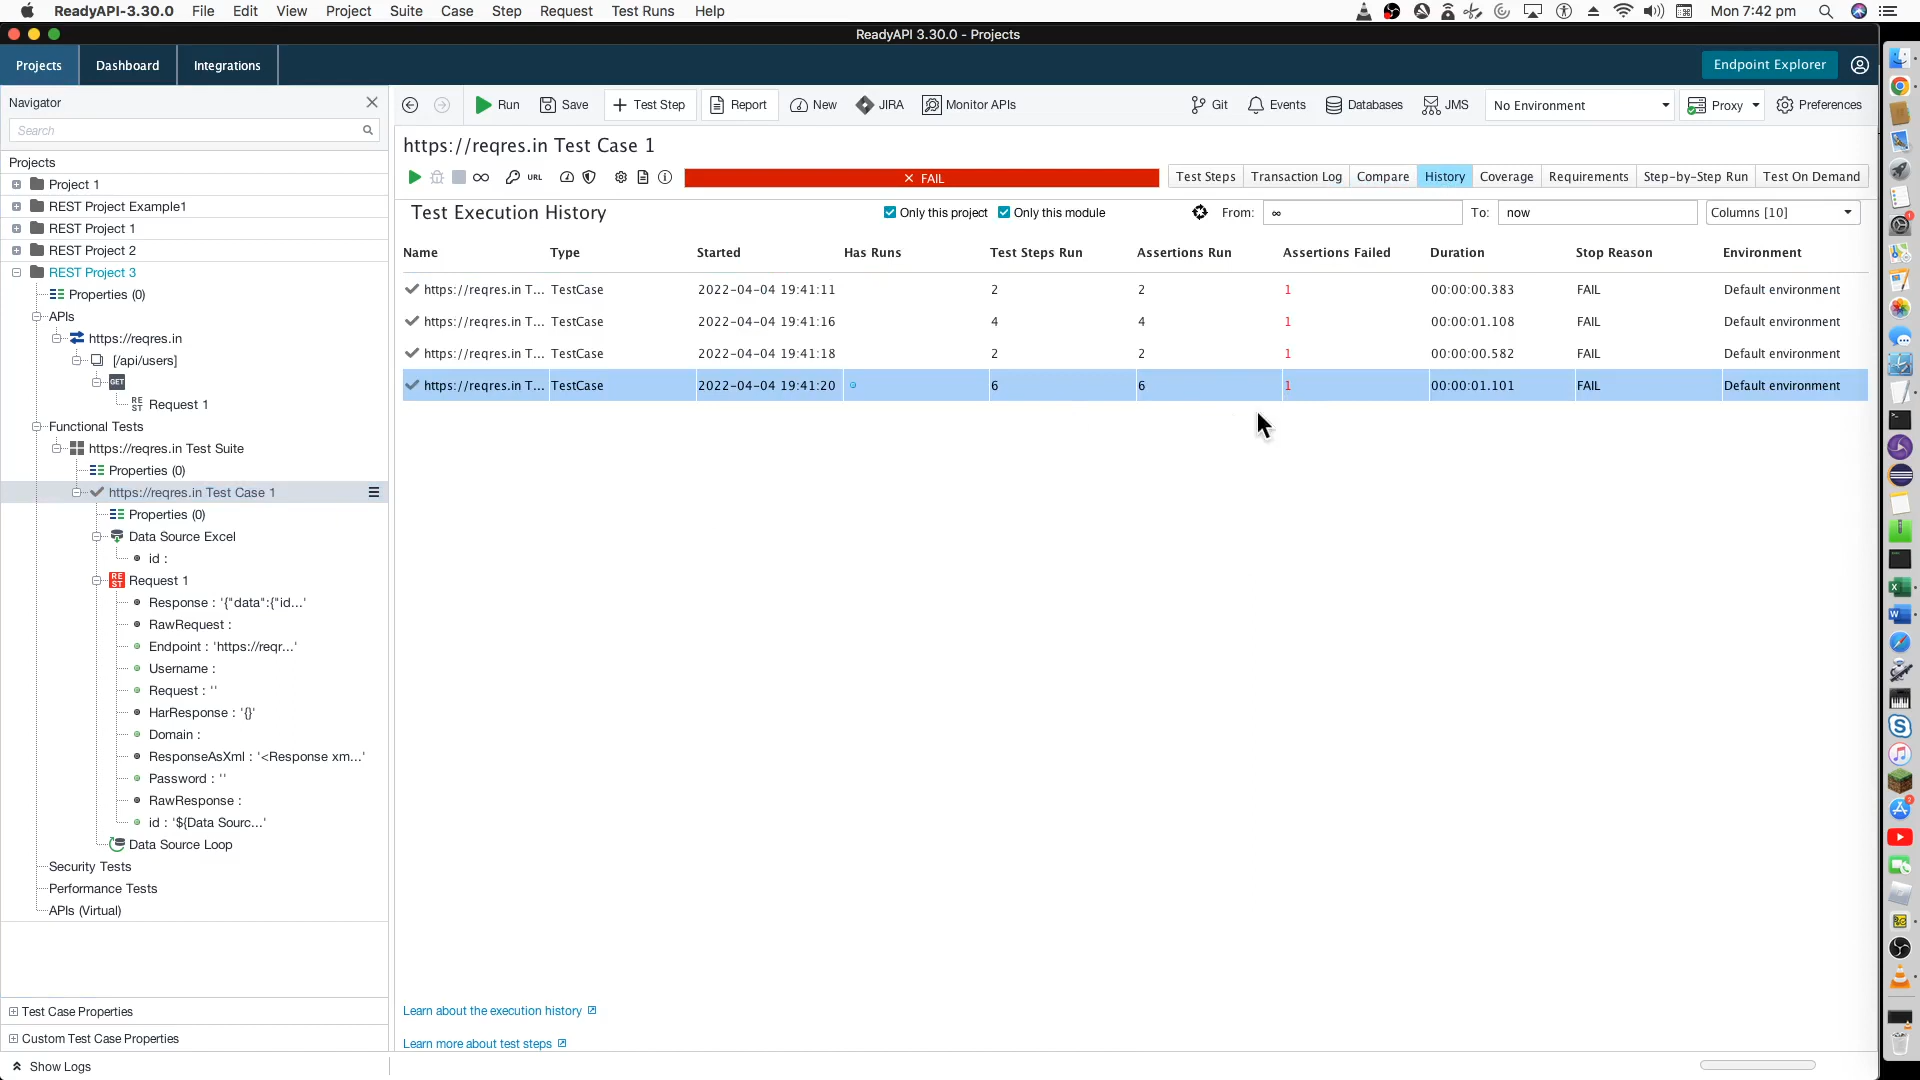 ReadyAPI-3.30.0 File Edit View Project Suite Case Step Request Test Runs Help Mon 7:42 pm
ReadyAPI 3.30.0 - Projects
Projects Dashboard Integrations Endpoint Explorer
Navigator
Run Save Test Step Report New JIRA Monitor APIs Git Events Databases JMS No Environment Proxy Preferences
Search
https://reqres.in Test Case 1
Projects
Project 1
URL FAIL Test Steps Transaction Log Compare History Coverage Requirements Step-by-Step Run Test On Demand
REST Project Example1
Test Execution History Only this project Only this module From: ∞ To: now Columns [10]
REST Project 1
REST Project 2
REST Project 3
Name Type Started Has Runs Test Steps Run Assertions Run Assertions Failed Duration Stop Reason Environment
https://reqres.in T... TestCase 2022-04-04 19:41:11 2 2 1 00:00:00.383 FAIL Default environment
https://reqres.in T... TestCase 2022-04-04 19:41:16 4 4 1 00:00:01.108 FAIL Default environment
https://reqres.in T... TestCase 2022-04-04 19:41:18 2 2 1 00:00:00.582 FAIL Default environment
https://reqres.in T... TestCase 2022-04-04 19:41:20 6 6 1 00:00:01.101 FAIL Default environment
Properties (0)
APIs
https://reqres.in
[/api/users]
GET
REST Request 1
Functional Tests
https://reqres.in Test Suite
Properties (0)
https://reqres.in Test Case 1
Properties (0)
Data Source Excel
id :
REST Request 1
Response : '{"data":{"id...'
RawRequest :
Endpoint : 'https://reqr...'
Username :
Request : ''
HarResponse : '{}'
Domain :
ResponseAsXml : '<Response xm...'
Password : ''
RawResponse :
id : '${Data Sourc...'
Data Source Loop
Security Tests
Performance Tests
APIs (Virtual)
Learn about the execution history
Learn more about test steps
Test Case Properties
Custom Test Case Properties
Show Logs